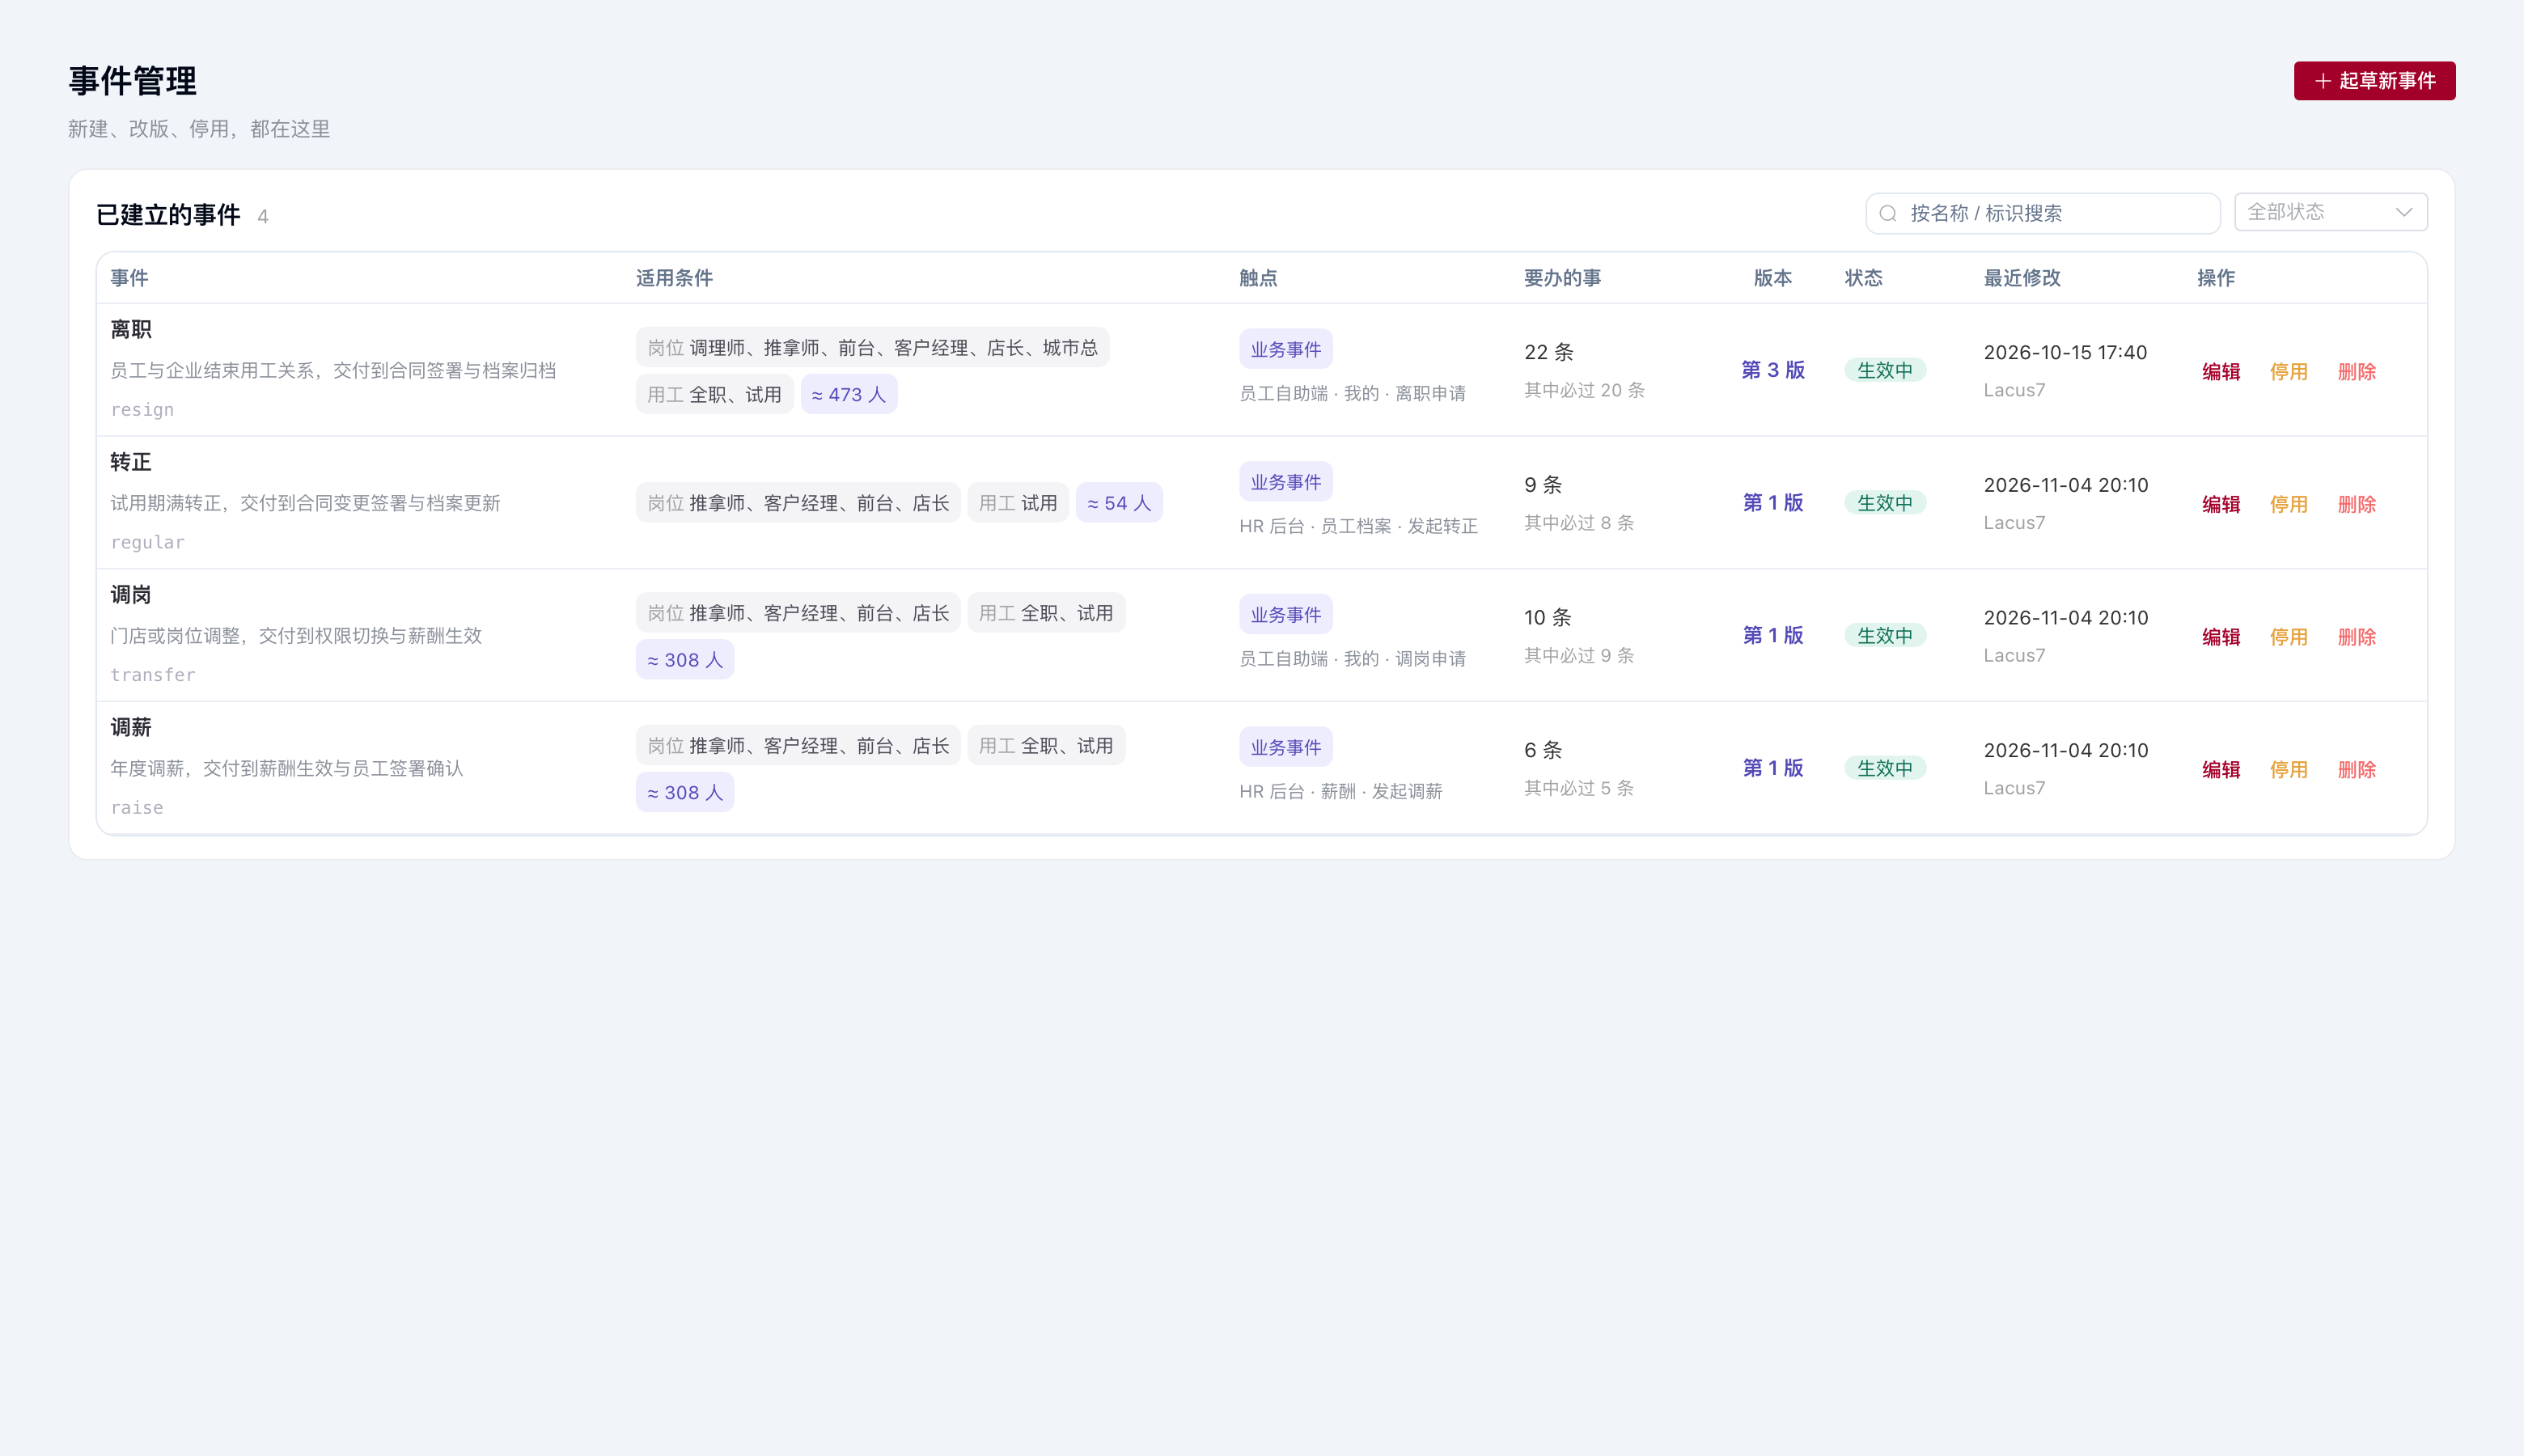 事件管理
起草新事件
新建、改版、停用，都在这里
已建立的事件 4
按名称 / 标识搜索
全部状态
事件 适用条件 触点 要办的事 版本 状态 最近修改 操作
离职
员工与企业结束用工关系，交付到合同签署与档案归档
resign
岗位 调理师、推拿师、前台、客户经理、店长、城市总
用工 全职、试用 ≈ 473 人
业务事件
员工自助端 · 我的 · 离职申请
22 条
其中必过 20 条
第 3 版
生效中
2026-10-15 17:40
Lacus7
编辑 停用 删除
转正
试用期满转正，交付到合同变更签署与档案更新
regular
岗位 推拿师、客户经理、前台、店长 用工 试用 ≈ 54 人
业务事件
HR 后台 · 员工档案 · 发起转正
9 条
其中必过 8 条
第 1 版
生效中
2026-11-04 20:10
Lacus7
编辑 停用 删除
调岗
门店或岗位调整，交付到权限切换与薪酬生效
transfer
岗位 推拿师、客户经理、前台、店长 用工 全职、试用
≈ 308 人
业务事件
员工自助端 · 我的 · 调岗申请
10 条
其中必过 9 条
第 1 版
生效中
2026-11-04 20:10
Lacus7
编辑 停用 删除
调薪
年度调薪，交付到薪酬生效与员工签署确认
raise
岗位 推拿师、客户经理、前台、店长 用工 全职、试用
≈ 308 人
业务事件
HR 后台 · 薪酬 · 发起调薪
6 条
其中必过 5 条
第 1 版
生效中
2026-11-04 20:10
Lacus7
编辑 停用 删除